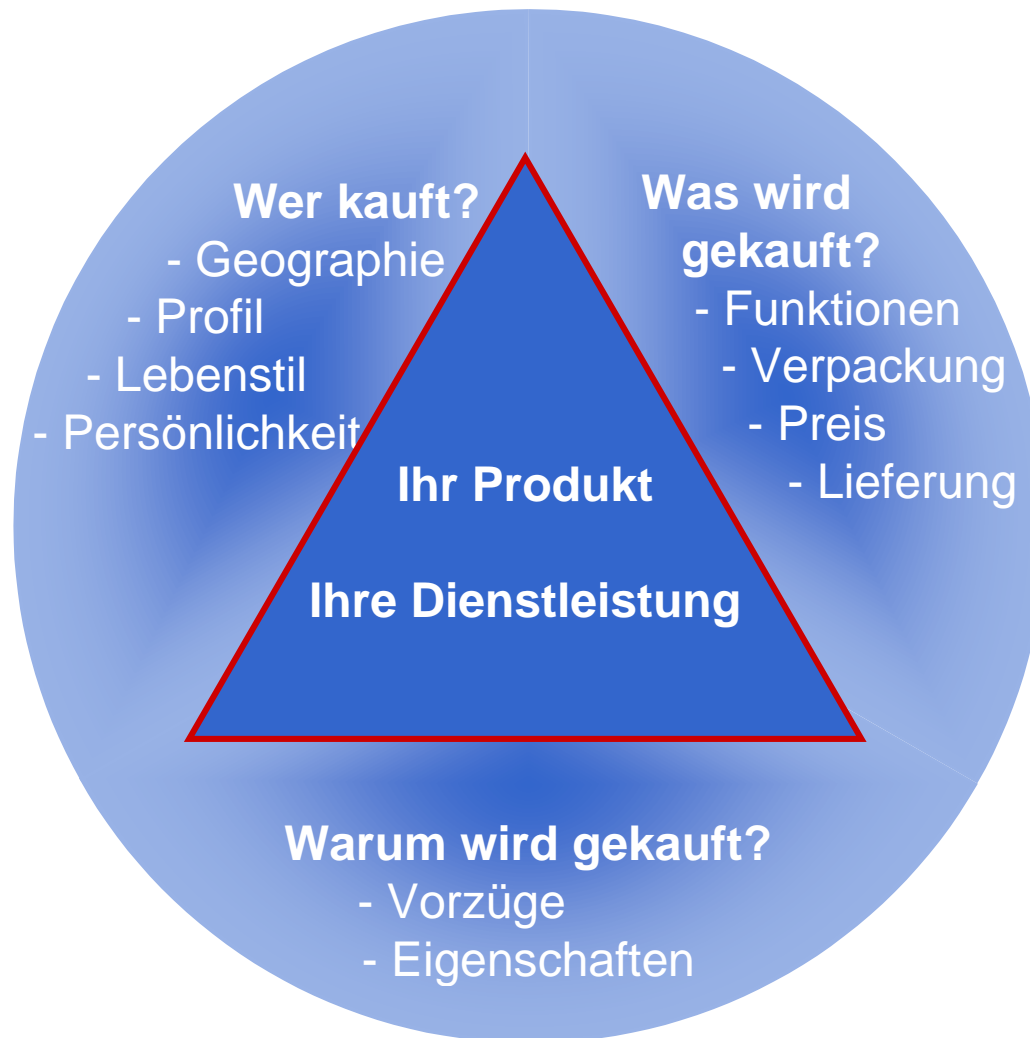 Wer kauft?
- Geographie
- Profil
- Lebenstil
- Persönlichkeit
Was wird
gekauft?
- Funktionen
- Verpackung
- Preis
- Lieferung
Ihr Produkt
Ihre Dienstleistung
Warum wird gekauft?
- Vorzüge
- Eigenschaften